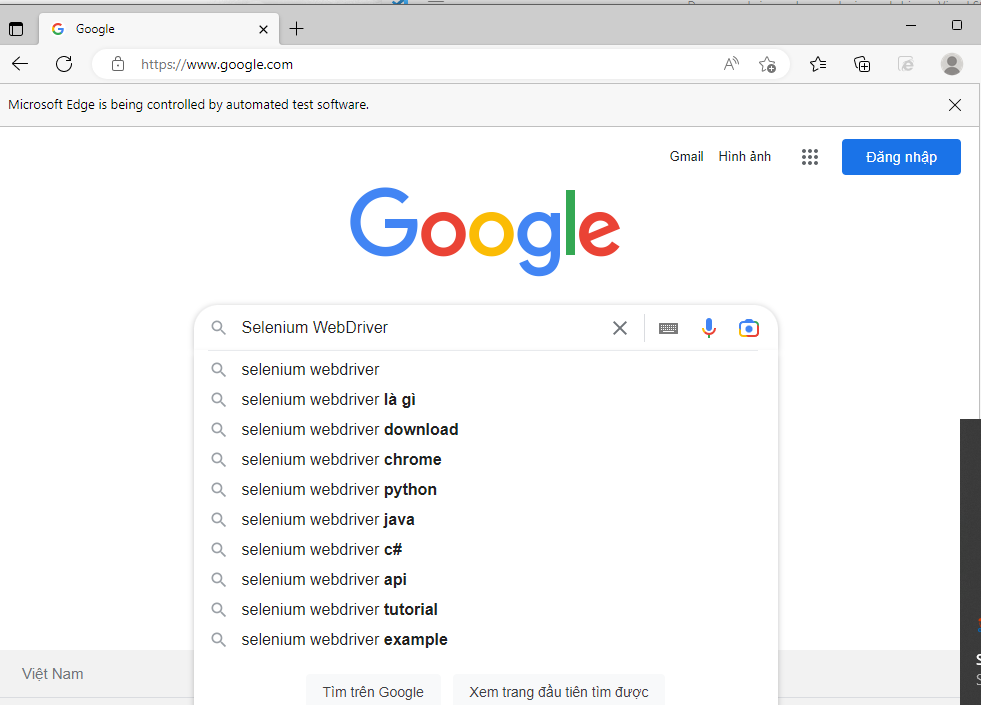 Google
https://www.google.com
Microsoft Edge is being controlled by automated test software.
Gmail Hình ảnh Đăng nhập
Google
Selenium WebDriver
selenium webdriver
selenium webdriver là gì
selenium webdriver download
selenium webdriver chrome
selenium webdriver python
selenium webdriver java
selenium webdriver c#
selenium webdriver api
selenium webdriver tutorial
selenium webdriver example
Việt Nam
Tìm trên Google Xem trang đầu tiên tìm được